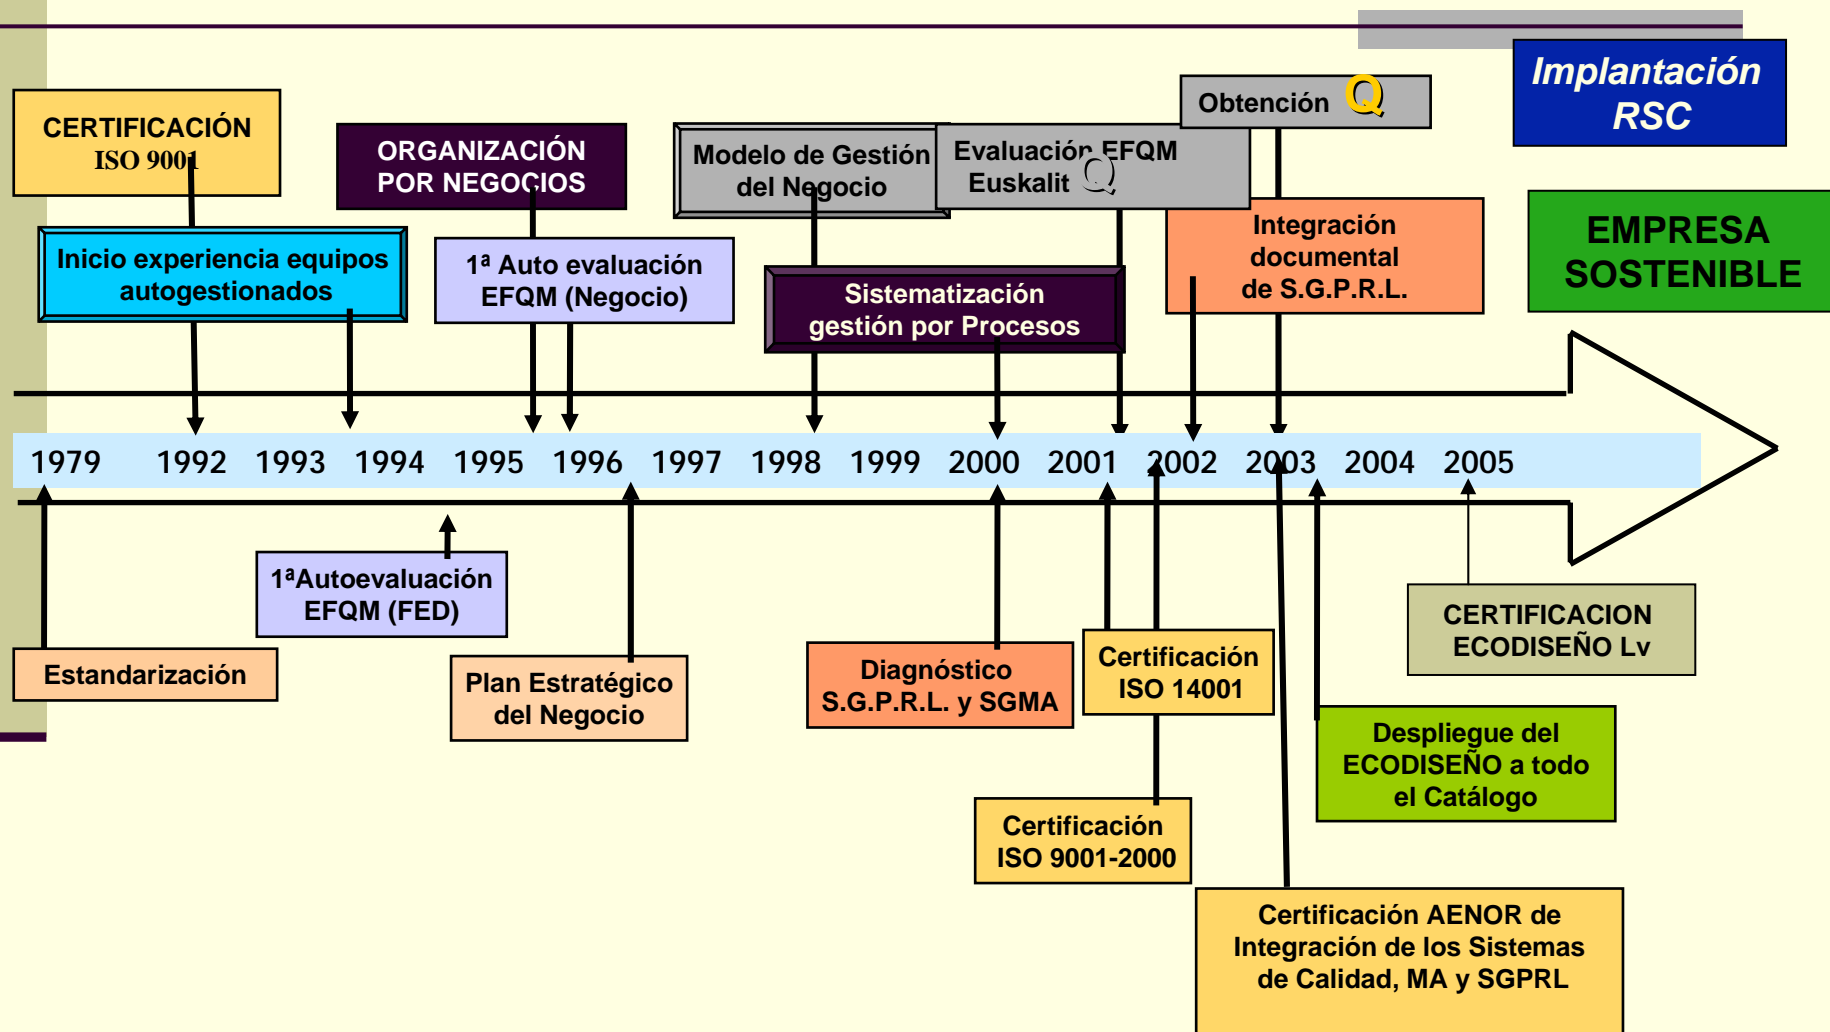 Implantación
RSC
Obtención Q
CERTIFICACIÓN
ISO 9001
ORGANIZACIÓN
POR NEGOCIOS
Modelo de Gestión
del Negocio
Evaluación EFQM
Euskalit Q
Inicio experiencia equipos
autogestionados
1ª Auto evaluación
EFQM (Negocio)
Sistematización
gestión por Procesos
Integración
documental
de S.G.P.R.L.
EMPRESA
SOSTENIBLE
1979 1992 1993 1994 1995 1996 1997 1998 1999 2000 2001 2002 2003 2004 2005
1ªAutoevaluación
EFQM (FED)
Estandarización
Plan Estratégico
del Negocio
Diagnóstico
S.G.P.R.L. y SGMA
Certificación
ISO 14001
CERTIFICACION
ECODISEÑO Lv
Despliegue del
ECODISEÑO a todo
el Catálogo
Certificación
ISO 9001-2000
Certificación AENOR de
Integración de los Sistemas
de Calidad, MA y SGPRL